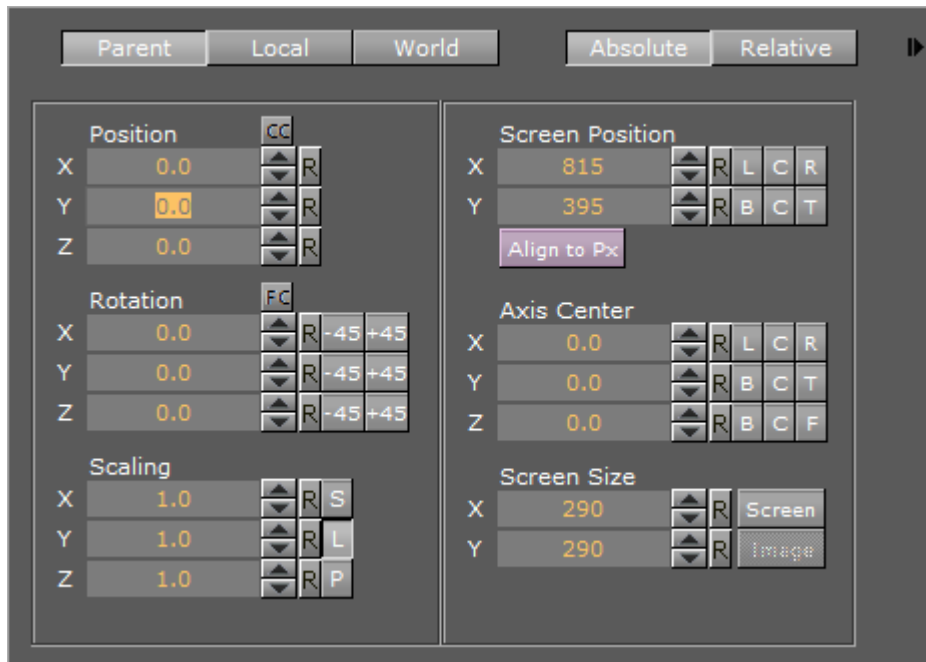 Parent Local World Absolute Relative
Position CC
X 0.0 R
Y 0.0 R
Z 0.0 R
Rotation FC
X 0.0 R -45 +45
Y 0.0 R -45 +45
Z 0.0 R -45 +45
Scaling
X 1.0 R S
Y 1.0 R L
Z 1.0 R P
Screen Position
X 815 R L C R
Y 395 R B C T
Align to Px
Axis Center
X 0.0 R L C R
Y 0.0 R B C T
Z 0.0 R B C F
Screen Size
X 290 R Screen
Y 290 R Image